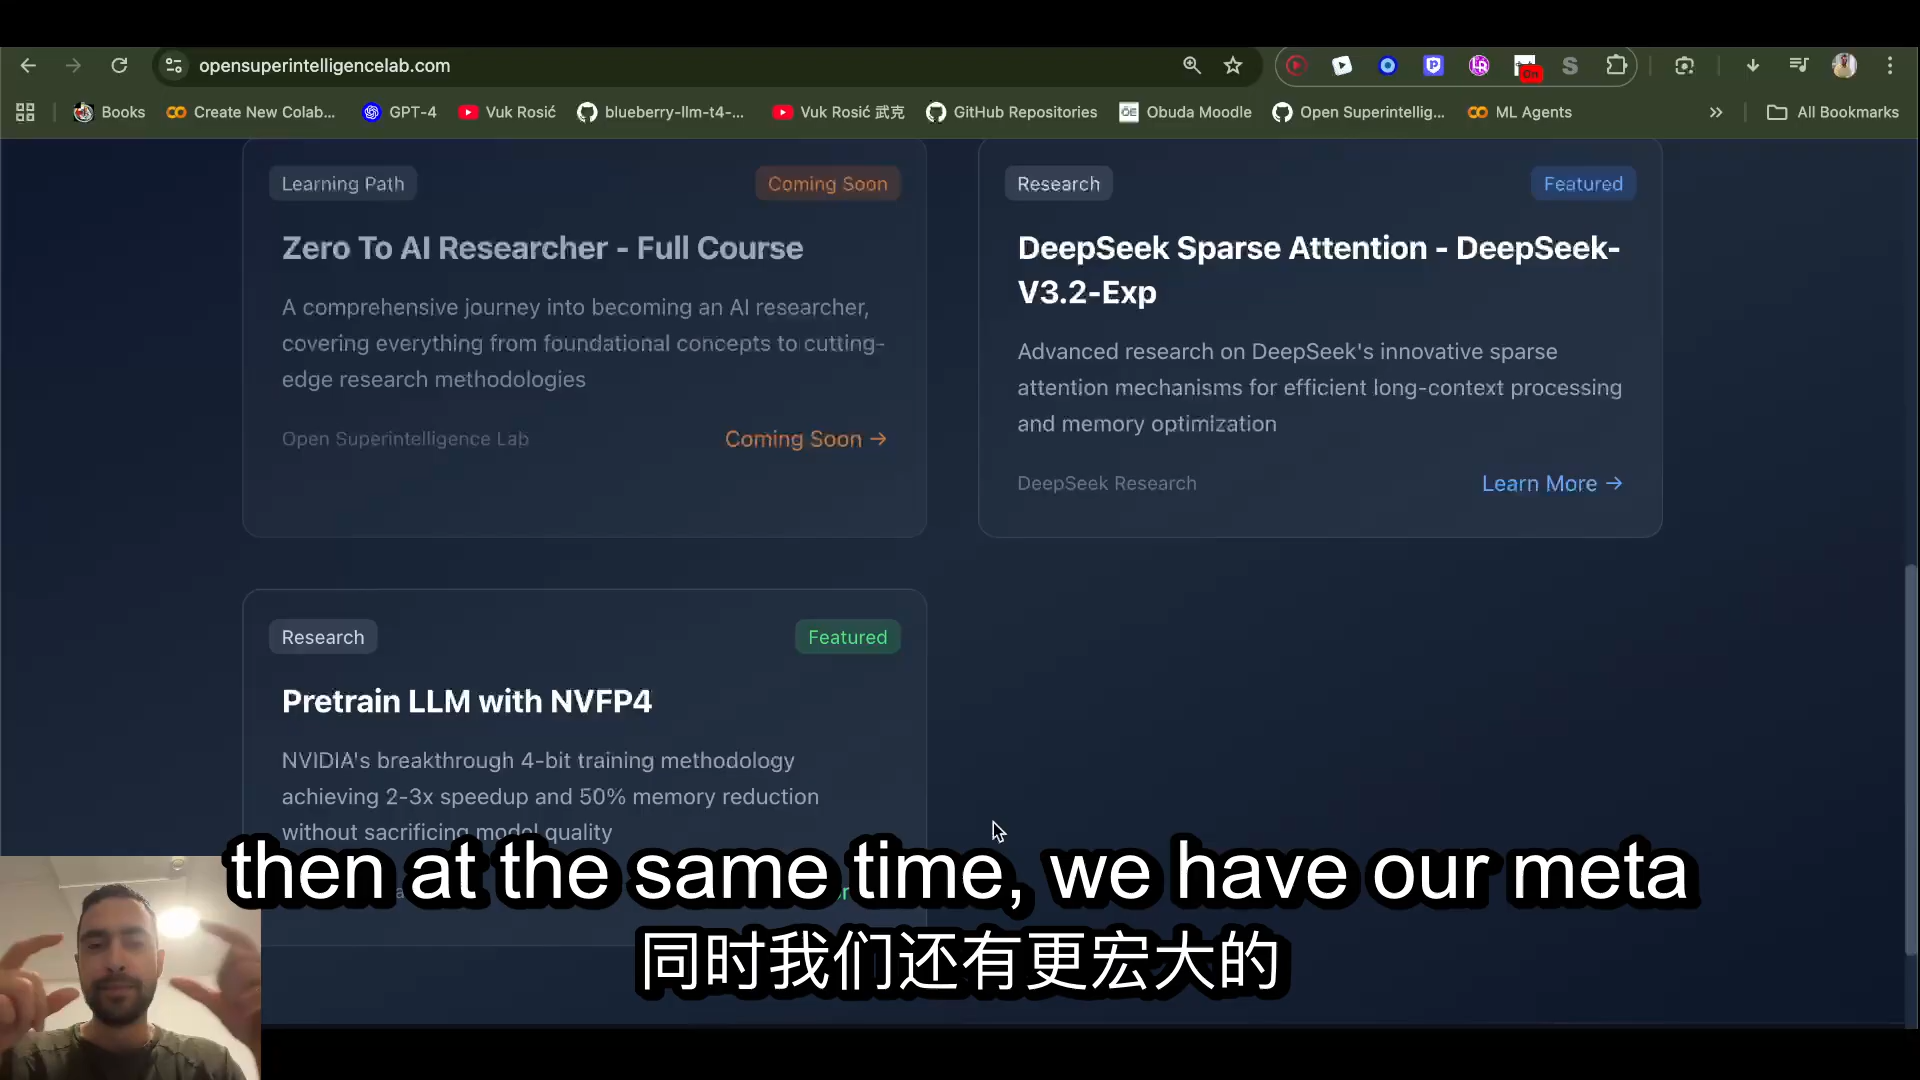 opensuperintelligencelab.com
On
Books
Create New Colab...
GPT-4
Vuk Rosić
blueberry-llm-t4-...
Vuk Rosić 武克
GitHub Repositories
Obuda Moodle
Open Superintellig...
ML Agents
All Bookmarks
Learning Path
Coming Soon
Zero To AI Researcher - Full Course
A comprehensive journey into becoming an AI researcher,
covering everything from foundational concepts to cutting-
edge research methodologies
Open Superintelligence Lab
Coming Soon →
Research
Featured
DeepSeek Sparse Attention - DeepSeek-
V3.2-Exp
Advanced research on DeepSeek's innovative sparse
attention mechanisms for efficient long-context processing
and memory optimization
DeepSeek Research
Learn More →
Research
Featured
Pretrain LLM with NVFP4
NVIDIA's breakthrough 4-bit training methodology
achieving 2-3x speedup and 50% memory reduction
without sacrificing model quality
then at the same time, we have our meta
同时我们还有更宏大的